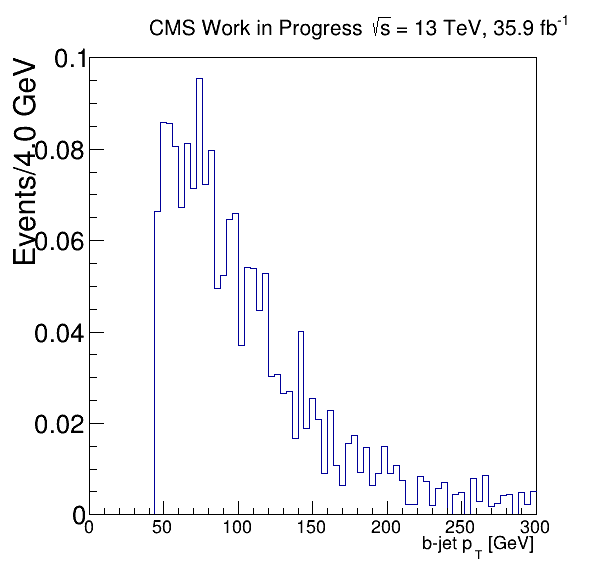 CMS Work in Progress √s = 13 TeV, 35.9 fb⁻¹
Events/4.0 GeV
0.1
0.08
0.06
0.04
0.02
0
0 50 100 150 200 250 300
b-jet p_T [GeV]